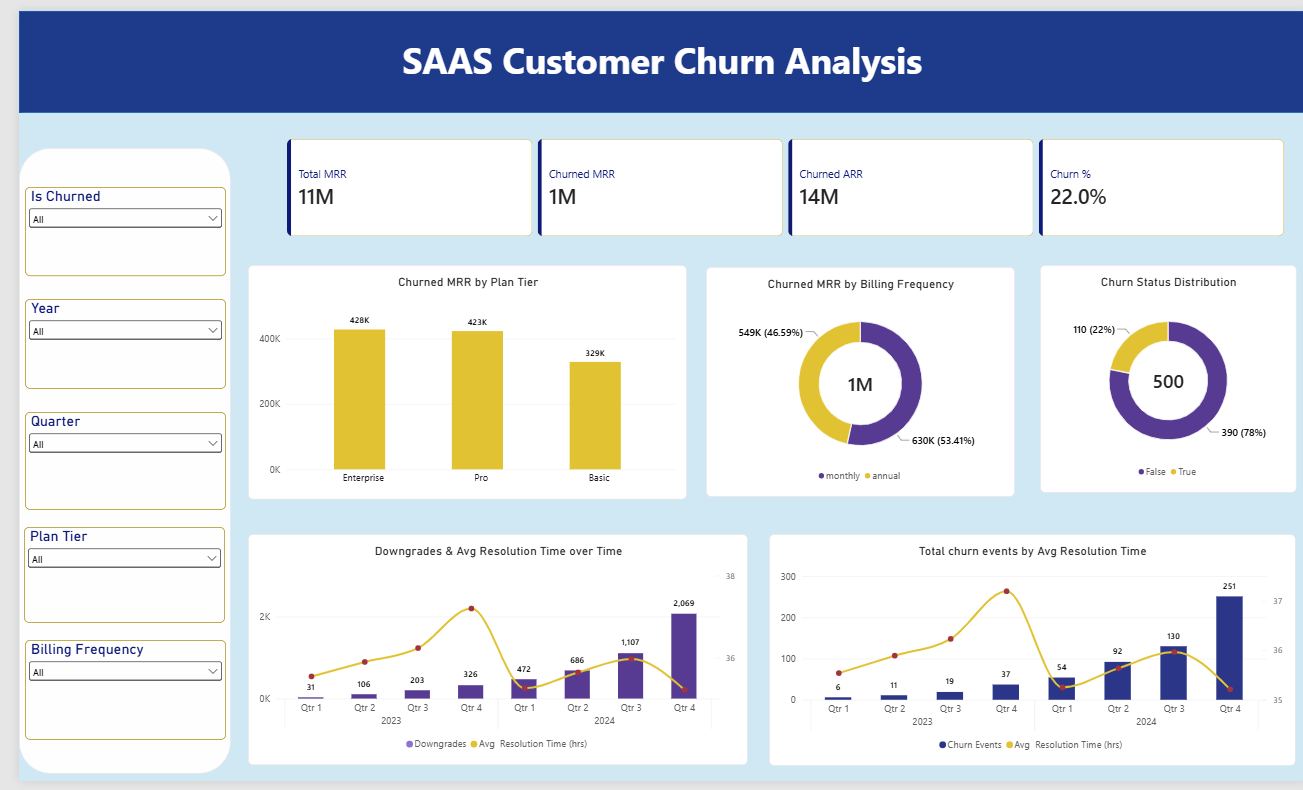 SAAS Customer Churn Analysis
Is Churned
All
Year
All
Quarter
All
Plan Tier
All
Billing Frequency
All
Total MRR
11M
Churned MRR
1M
Churned ARR
14M
Churn %
22.0%
Churned MRR by Plan Tier
400K
200K
0K
428K
423K
329K
Enterprise Pro Basic
Churned MRR by Billing Frequency
549K (46.59%)
1M
630K (53.41%)
monthly annual
Churn Status Distribution
110 (22%)
500
390 (78%)
False True
Downgrades & Avg Resolution Time over Time
2K
0K
38
36
31 106 203 326 472 686 1,107 2,069
Qtr 1 Qtr 2 Qtr 3 Qtr 4 Qtr 1 Qtr 2 Qtr 3 Qtr 4
2023 2024
Downgrades Avg Resolution Time (hrs)
Total churn events by Avg Resolution Time
300
200
100
0
37
36
35
6 11 19 37 54 92 130 251
Qtr 1 Qtr 2 Qtr 3 Qtr 4 Qtr 1 Qtr 2 Qtr 3 Qtr 4
2023 2024
Churn Events Avg Resolution Time (hrs)